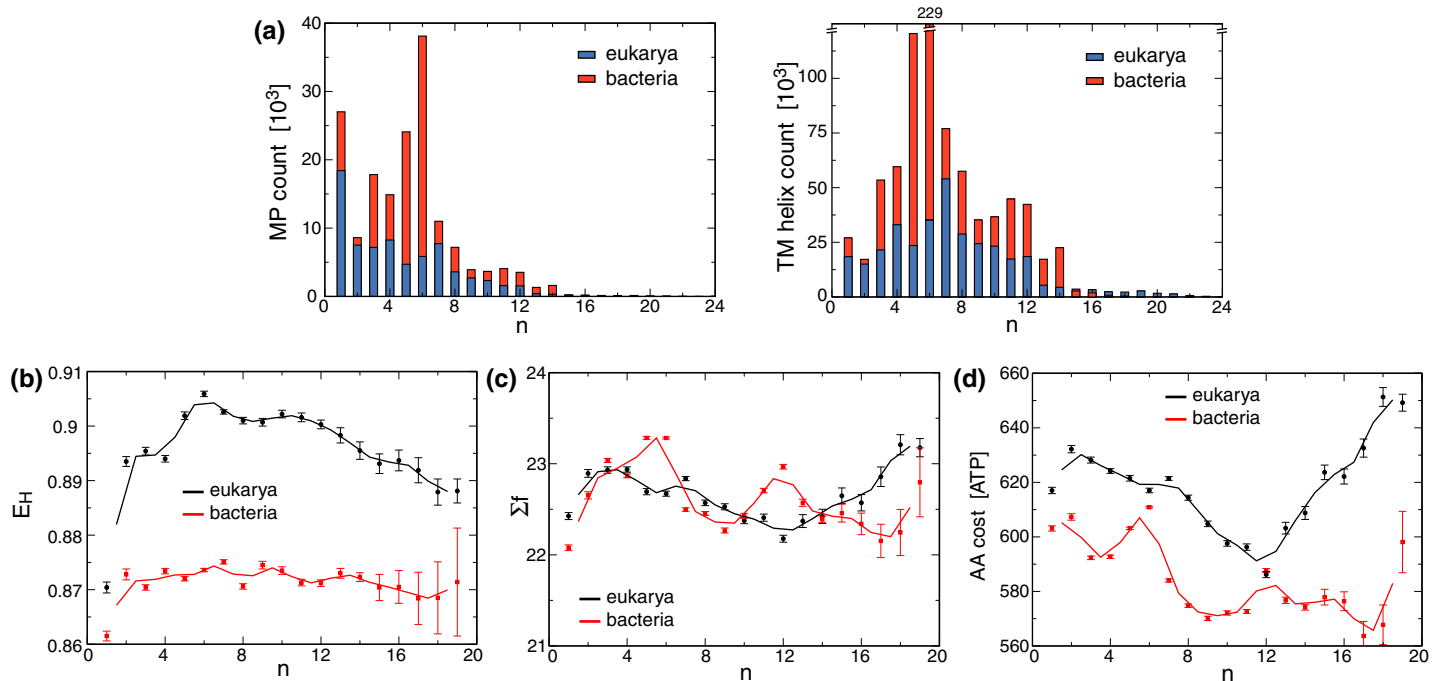 (a)
40
30
20
10
0
MP count [10³]
eukarya
bacteria
0 4 8 12 16 20 24
n
229
100
75
50
25
0
TM helix count [10³]
eukarya
bacteria
0 4 8 12 16 20 24
n
(b)
0.91
0.9
0.89
0.88
0.87
0.86
E_H
eukarya
bacteria
0 4 8 12 16 20
n
(c)
24
23
22
21
Σf
eukarya
bacteria
0 4 8 12 16 20
n
(d)
660
640
620
600
580
560
AA cost [ATP]
eukarya
bacteria
0 4 8 12 16 20
n